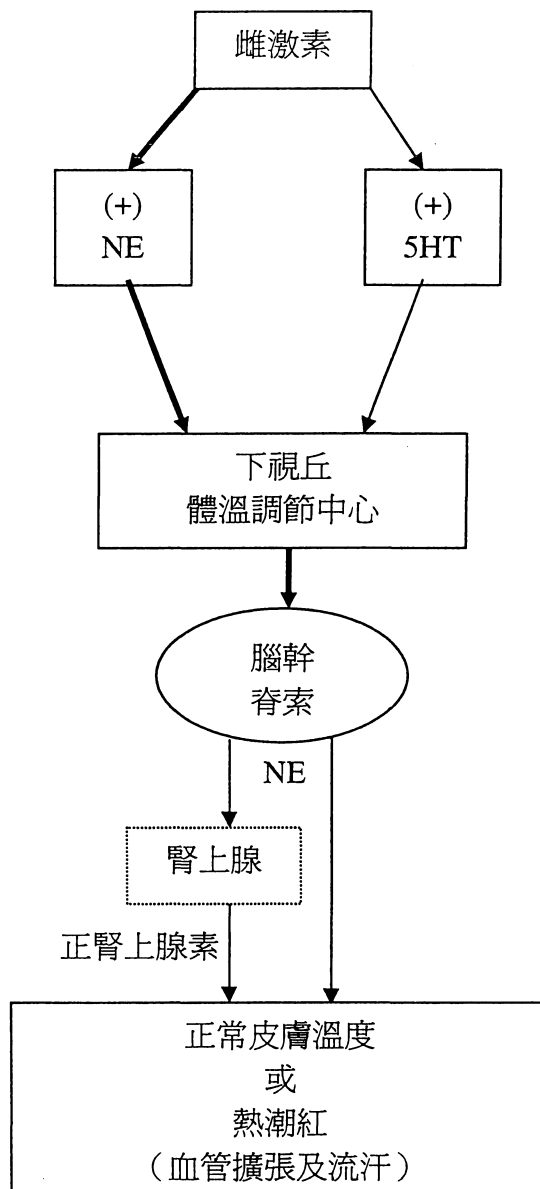 雌激素
(+)
NE
(+)
5HT
下視丘
體溫調節中心
腦幹
脊索
NE
腎上腺
正腎上腺素
正常皮膚溫度
或
熱潮紅
（血管擴張及流汗）